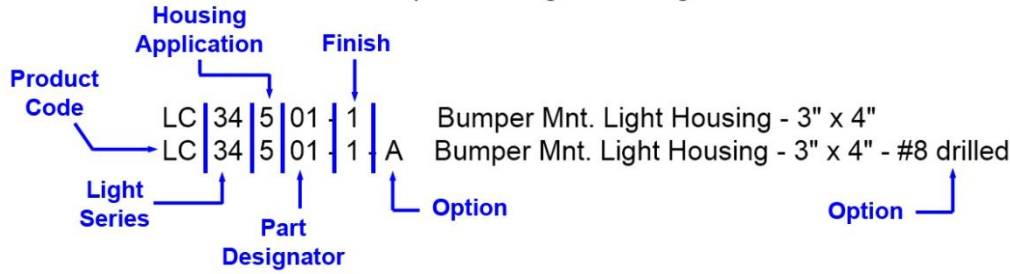 Housing
Application
Finish
Product
Code
LC 34 5 01 - 1 Bumper Mnt. Light Housing - 3" x 4"
LC 34 5 01 - 1 - A Bumper Mnt. Light Housing - 3" x 4" - #8 drilled
Light
Series
Part
Designator
Option
Option